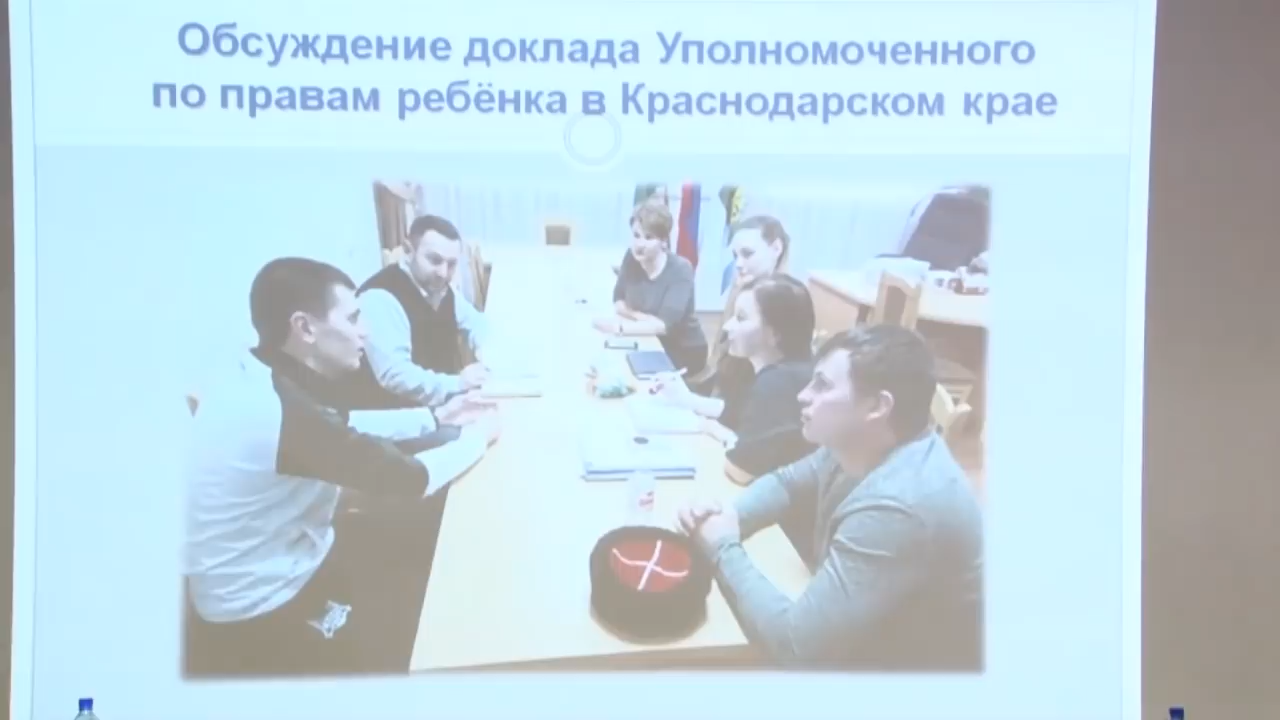 Обсуждение доклада Уполномоченного
по правам ребёнка в Краснодарском крае